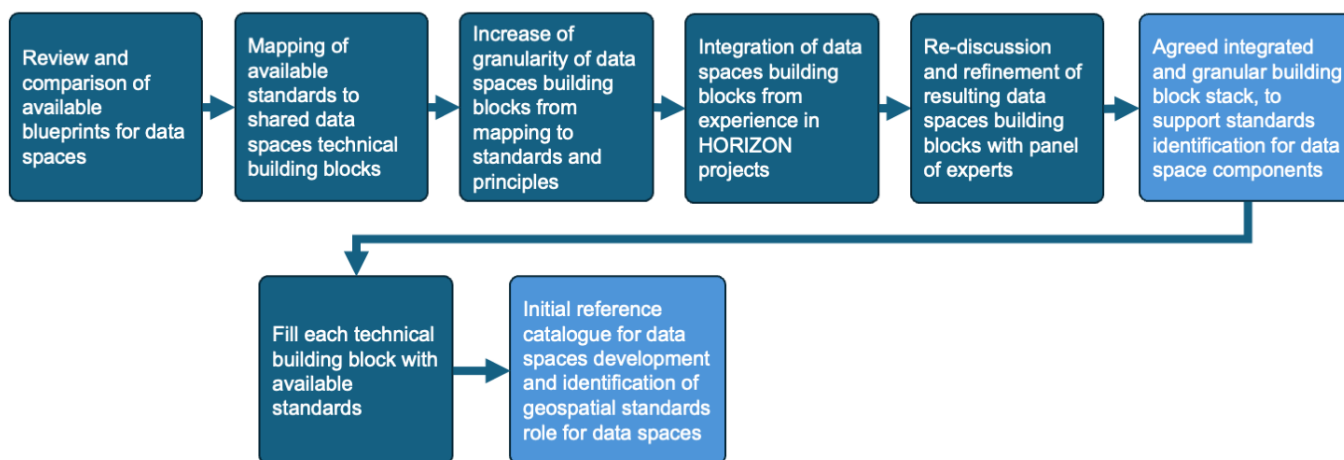 Review and
comparison of
available
blueprints for data
spaces
Mapping of
available
standards to
shared data
spaces technical
building blocks
Increase of
granularity of data
spaces building
blocks from
mapping to
standards and
principles
Integration of data
spaces building
blocks from
experience in
HORIZON
projects
Re-discussion
and refinement of
resulting data
spaces building
blocks with panel
of experts
Agreed integrated
and granular building
block stack, to
support standards
identification for data
space components
Fill each technical
building block with
available
standards
Initial reference
catalogue for data
spaces development
and identification of
geospatial standards
role for data spaces